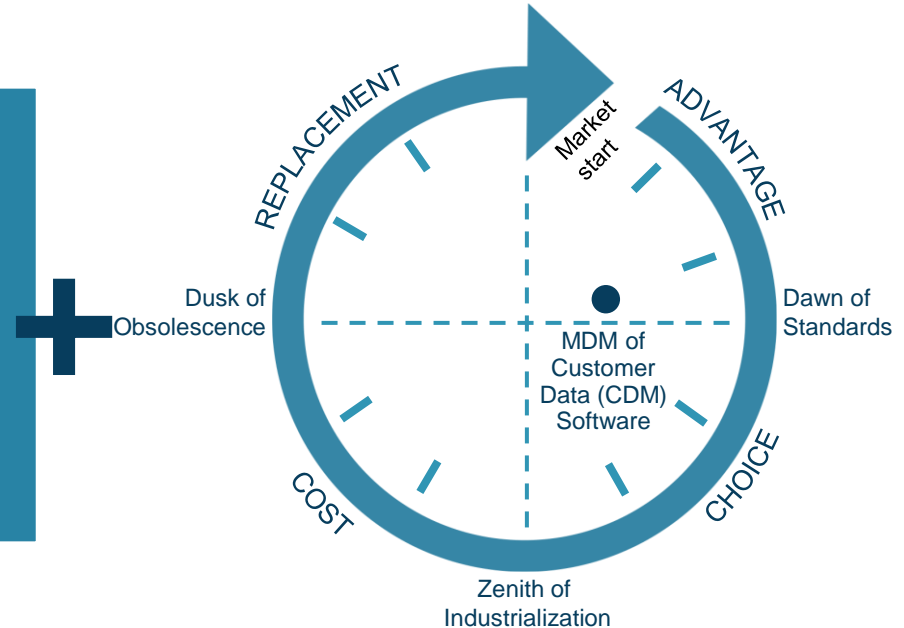 REPLACEMENT
ADVANTAGE
Market
start
Dusk of
Obsolescence
Dawn of
Standards
MDM of
Customer
Data (CDM)
Software
COST
CHOICE
Zenith of
Industrialization